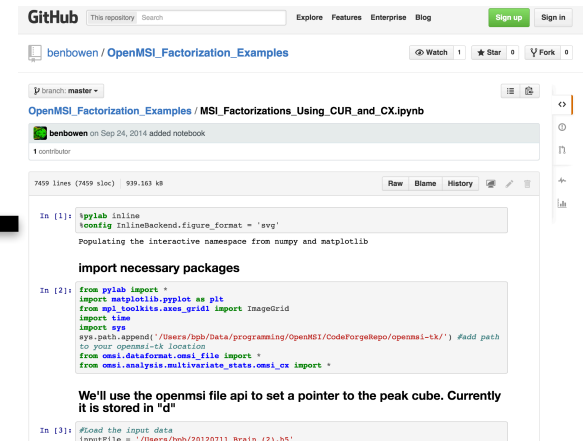 GitHub This repository Search Explore Features Enterprise Blog Sign up Sign in
benbowen / OpenMSI_Factorization_Examples Watch 1 Star 0 Fork 0
branch: master
OpenMSI_Factorization_Examples / MSI_Factorizations_Using_CUR_and_CX.ipynb
benbowen on Sep 24, 2014 added notebook
1 contributor
7459 lines (7459 sloc) 939.163 kB Raw Blame History
In [1]: %pylab inline
%config InlineBackend.figure_format = 'svg'
Populating the interactive namespace from numpy and matplotlib
import necessary packages
In [2]: from pylab import *
import matplotlib.pyplot as plt
from mpl_toolkits.axes_grid1 import ImageGrid
import time
import sys
sys.path.append('/Users/bpb/Data/programming/OpenMSI/CodeForgeRepo/openmsi-tk/') #add path
to your openmsi-tk location
from omsi.dataformat.omsi_file import *
from omsi.analysis.multivariate_stats.omsi_cx import *
We'll use the openmsi file api to set a pointer to the peak cube. Currently
it is stored in "d"
In [3]: #Load the input data
inputFile = '/Users/bpb/20120711_Brain_(2).h5'